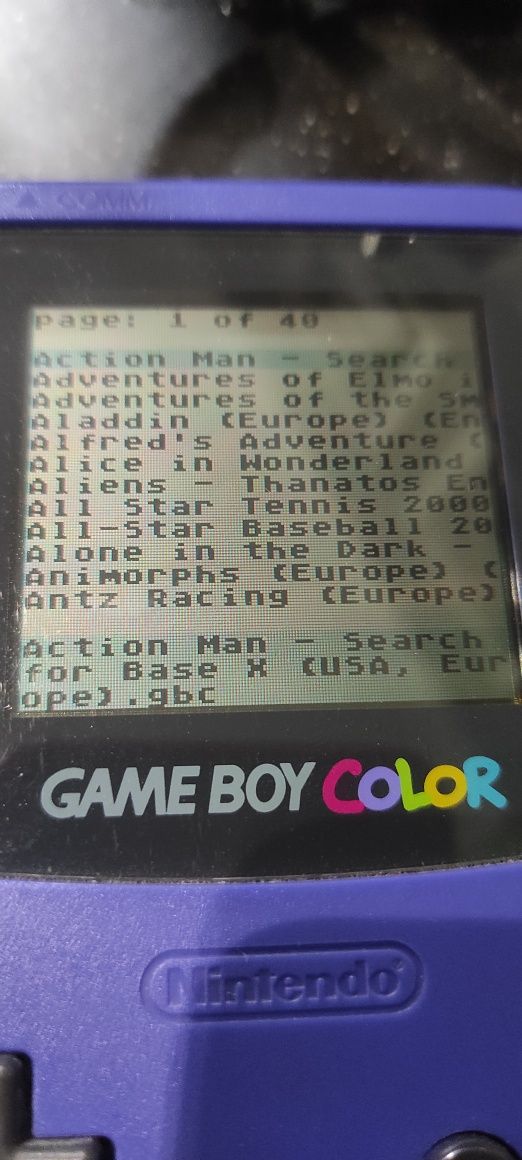 COMM.
page: 1 of 40
Action Man - Search
Adventures of Elmo i
Adventures of the Sm
Aladdin (Europe) (En
Alfred's Adventure (
Alice in Wonderland
Aliens - Thanatos En
All Star Tennis 2000
All-Star Baseball 20
Alone in the Dark -
Animorphs (Europe) (
Antz Racing (Europe)
Action Man - Search
for Base X (USA, Eur
ope).gbc
GAME BOY COLOR
Nintendo®